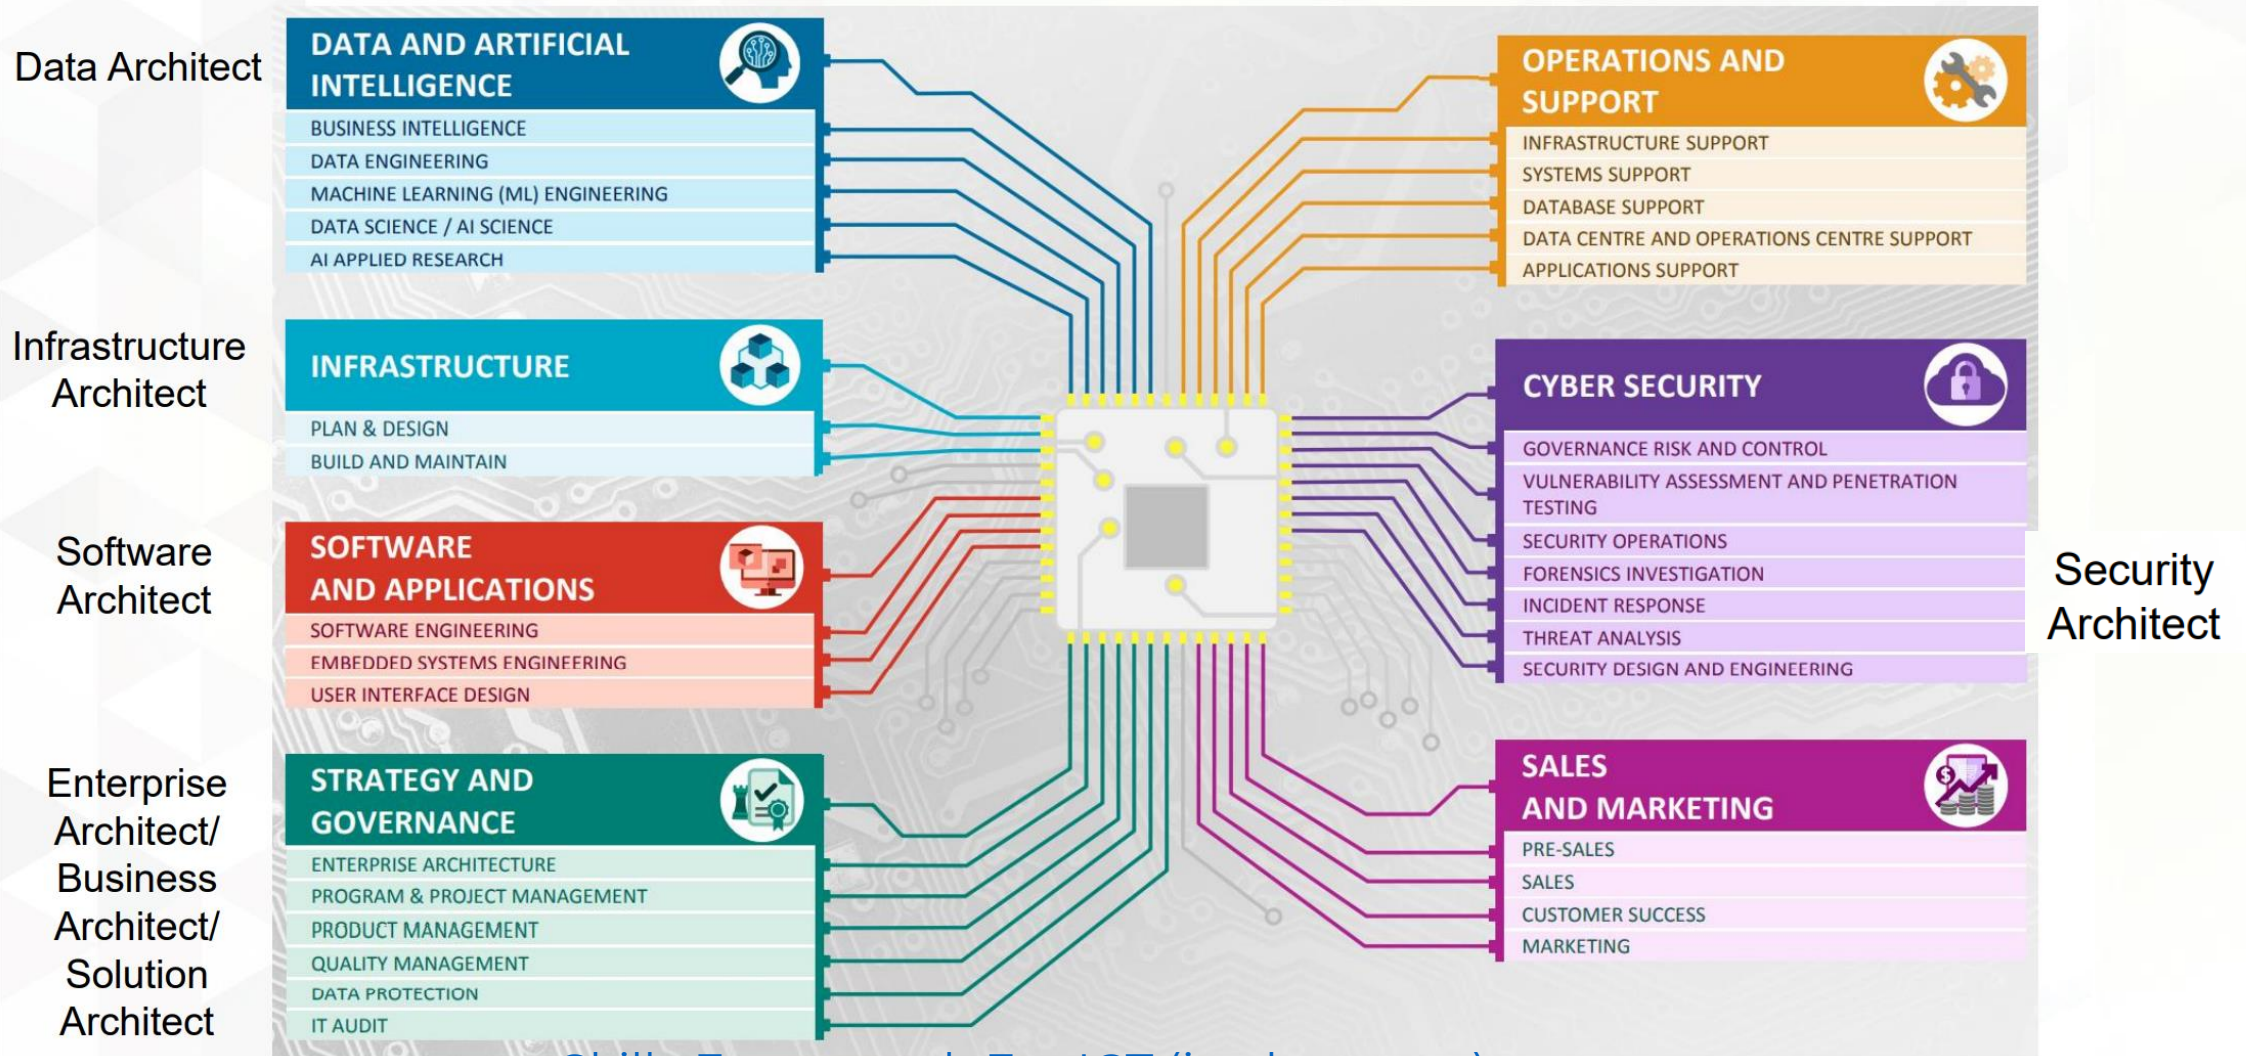 Data Architect
DATA AND ARTIFICIAL
INTELLIGENCE
BUSINESS INTELLIGENCE
DATA ENGINEERING
MACHINE LEARNING (ML) ENGINEERING
DATA SCIENCE / AI SCIENCE
AI APPLIED RESEARCH
Infrastructure
Architect
INFRASTRUCTURE
PLAN & DESIGN
BUILD AND MAINTAIN
Software
Architect
SOFTWARE
AND APPLICATIONS
SOFTWARE ENGINEERING
EMBEDDED SYSTEMS ENGINEERING
USER INTERFACE DESIGN
Enterprise
Architect/
Business
Architect/
Solution
Architect
STRATEGY AND
GOVERNANCE
ENTERPRISE ARCHITECTURE
PROGRAM & PROJECT MANAGEMENT
PRODUCT MANAGEMENT
QUALITY MANAGEMENT
DATA PROTECTION
IT AUDIT
OPERATIONS AND
SUPPORT
INFRASTRUCTURE SUPPORT
SYSTEMS SUPPORT
DATABASE SUPPORT
DATA CENTRE AND OPERATIONS CENTRE SUPPORT
APPLICATIONS SUPPORT
CYBER SECURITY
GOVERNANCE RISK AND CONTROL
VULNERABILITY ASSESSMENT AND PENETRATION
TESTING
SECURITY OPERATIONS
FORENSICS INVESTIGATION
INCIDENT RESPONSE
THREAT ANALYSIS
SECURITY DESIGN AND ENGINEERING
Security
Architect
SALES
AND MARKETING
PRE-SALES
SALES
CUSTOMER SUCCESS
MARKETING